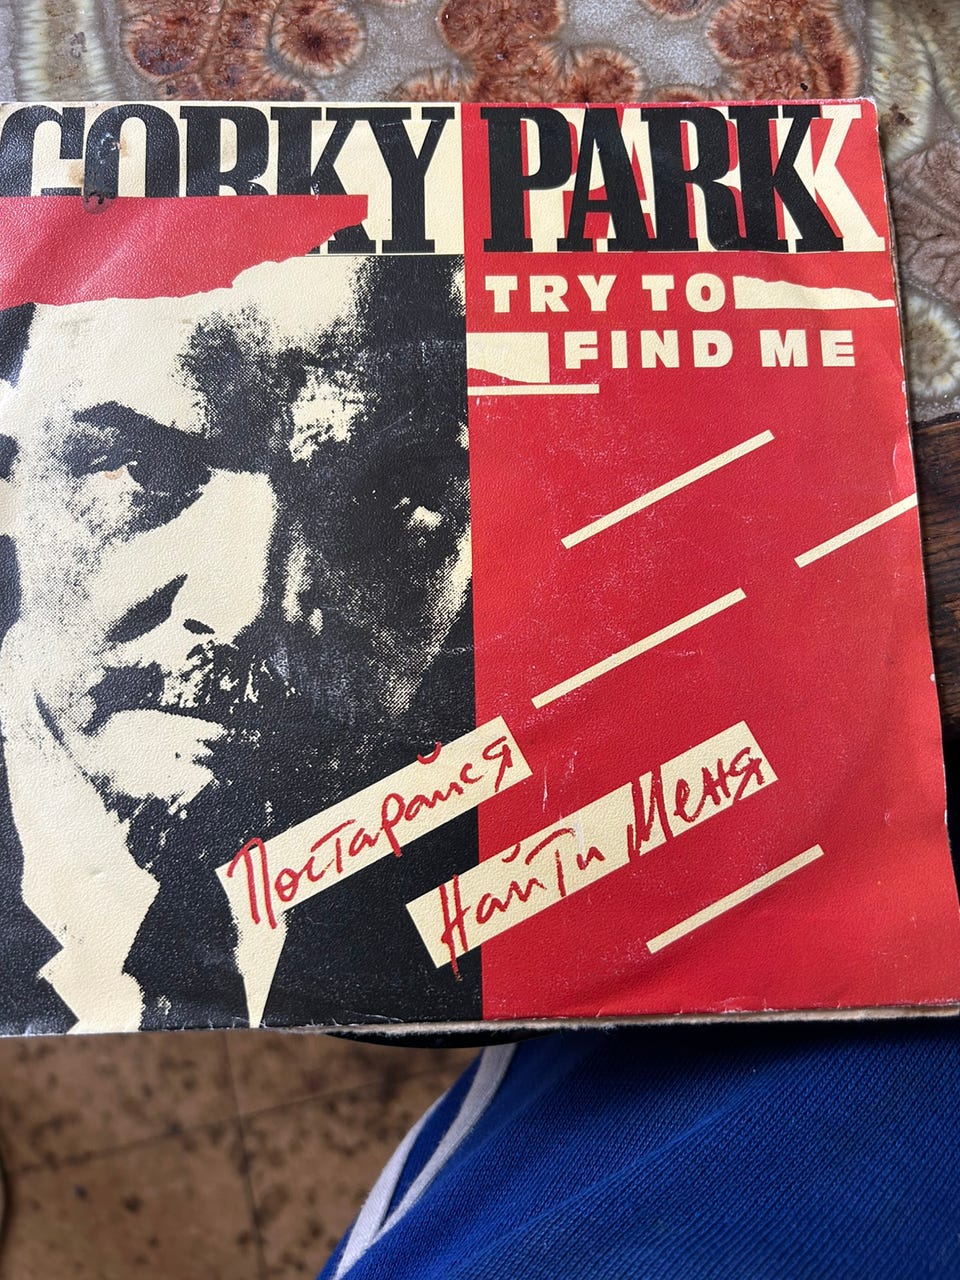 GORKY PARK
TRY TO
FIND ME
Постарайся
Найти Меня